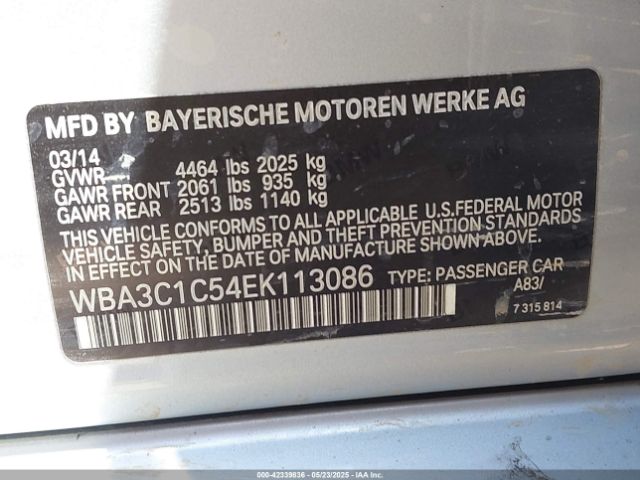 MFD BY BAYERISCHE MOTOREN WERKE AG
03/14
GVWR 4464 lbs 2025 kg
GAWR FRONT 2061 lbs 935 kg
GAWR REAR 2513 lbs 1140 kg
THIS VEHICLE CONFORMS TO ALL APPLICABLE U.S.FEDERAL MOTOR
VEHICLE SAFETY, BUMPER AND THEFT PREVENTION STANDARDS
IN EFFECT ON THE DATE OF MANUFACTURE SHOWN ABOVE.
WBA3C1C54EK113086 TYPE: PASSENGER CAR
A83/
7 315 814
000-42339836 - 05/23/2025 - IAAI.COM